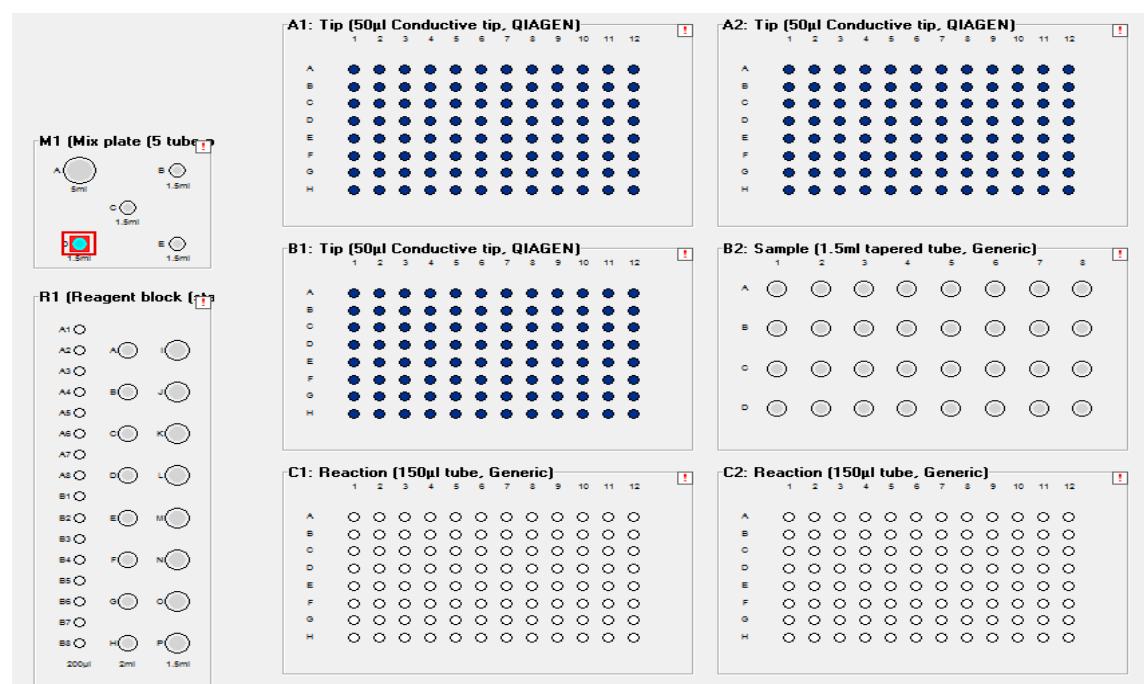 A1: Tip (50µl Conductive tip, QIAGEN)
!
1 2 3 4 5 6 7 8 9 10 11 12
A
B
C
D
E
F
G
H
A2: Tip (50µl Conductive tip, QIAGEN)
!
1 2 3 4 5 6 7 8 9 10 11 12
A
B
C
D
E
F
G
H
M1 (Mix plate (5 tube
!
A B
5ml 1.5ml
C
1.5ml
D E
1.5ml 1.5ml
B1: Tip (50µl Conductive tip, QIAGEN)
!
1 2 3 4 5 6 7 8 9 10 11 12
A
B
C
D
E
F
G
H
B2: Sample (1.5ml tapered tube, Generic)
!
1 2 3 4 5 6 7 8
A
B
C
D
R1 (Reagent block
!
A1
A2 A I
A3
A4 B J
A5
A6 C K
A7
A8 D L
B1
B2 E M
B3
B4 F N
B5
B6 G O
B7
B8 H P
200µl 2ml 1.5ml
C1: Reaction (150µl tube, Generic)
!
1 2 3 4 5 6 7 8 9 10 11 12
A
B
C
D
E
F
G
H
C2: Reaction (150µl tube, Generic)
!
1 2 3 4 5 6 7 8 9 10 11 12
A
B
C
D
E
F
G
H